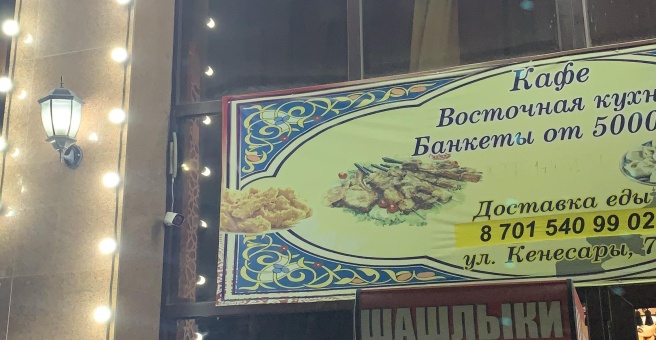 Кафе
Восточная кухн
Банкеты от 5000
Доставка еды
8 701 540 99 02
ул. Кенесары, 7
ШАШЛЫКИ